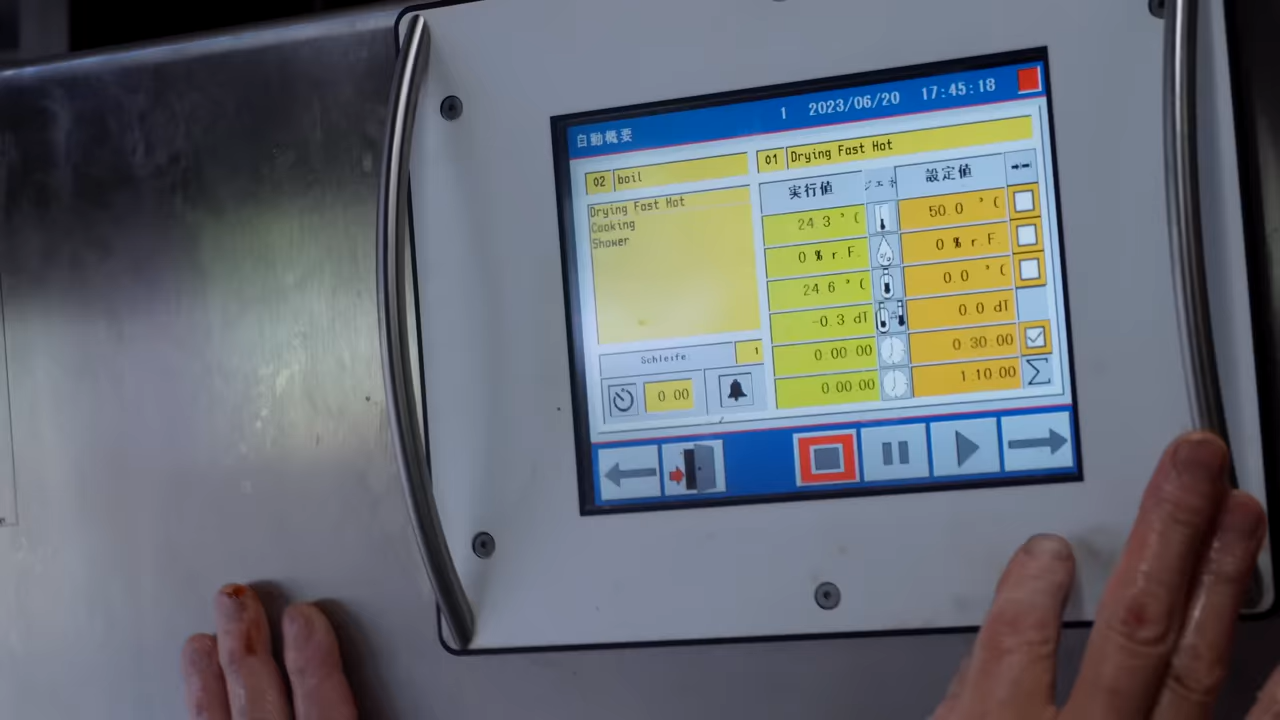 自動概要 1 2023/06/20 17:45:18
02 boil
01 Drying Fast Hot
Drying Fast Hot
Cooking
Shower
実行値 ジェネ 設定値
24.3 °C 50.0 °C
0 % r.F. 0 % r.F.
24.6 °C 0.0 °C
-0.3 dT 0.0 dT
0:00:00 0:30:00
0:00:00 1:10:00 Σ
Schleife: 1
0:00